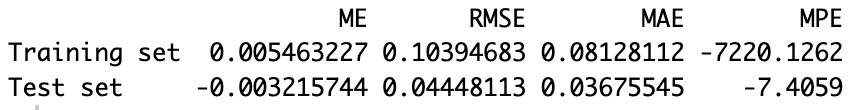 ME RMSE MAE MPE
Training set 0.005463227 0.10394683 0.08128112 -7220.1262
Test set -0.003215744 0.04448113 0.03675545 -7.4059